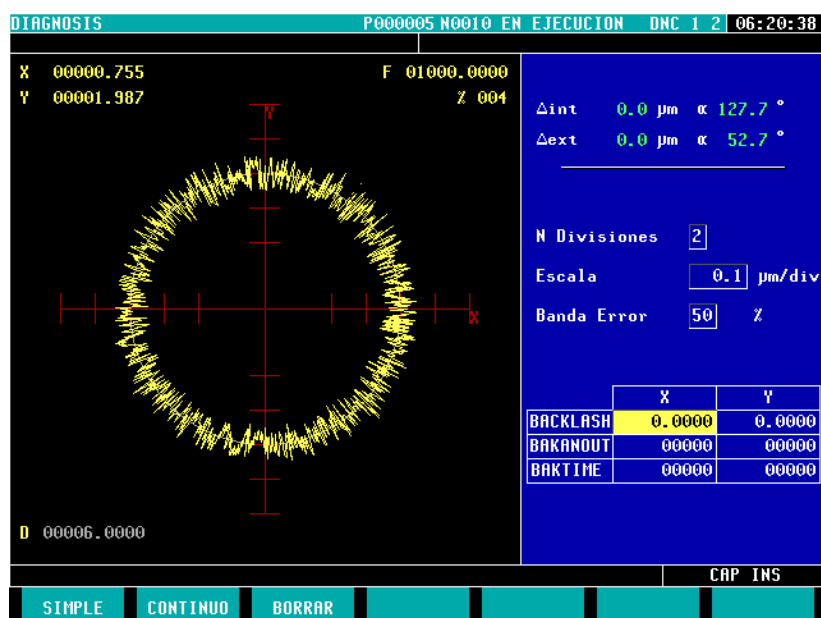 DIAGNOSIS P000005 N0010 EN EJECUCION DNC 1 2 06:20:38
X 00000.755 F 01000.0000
Y 00001.987 % 004
Y
X
D 00006.0000
Δint 0.0 µm α 127.7 °
Δext 0.0 µm α 52.7 °
N Divisiones 2
Escala 0.1 µm/div
Banda Error 50 %
X Y
BACKLASH 0.0000 0.0000
BAKANOUT 00000 00000
BAKTIME 00000 00000
CAP INS
SIMPLE CONTINUO BORRAR